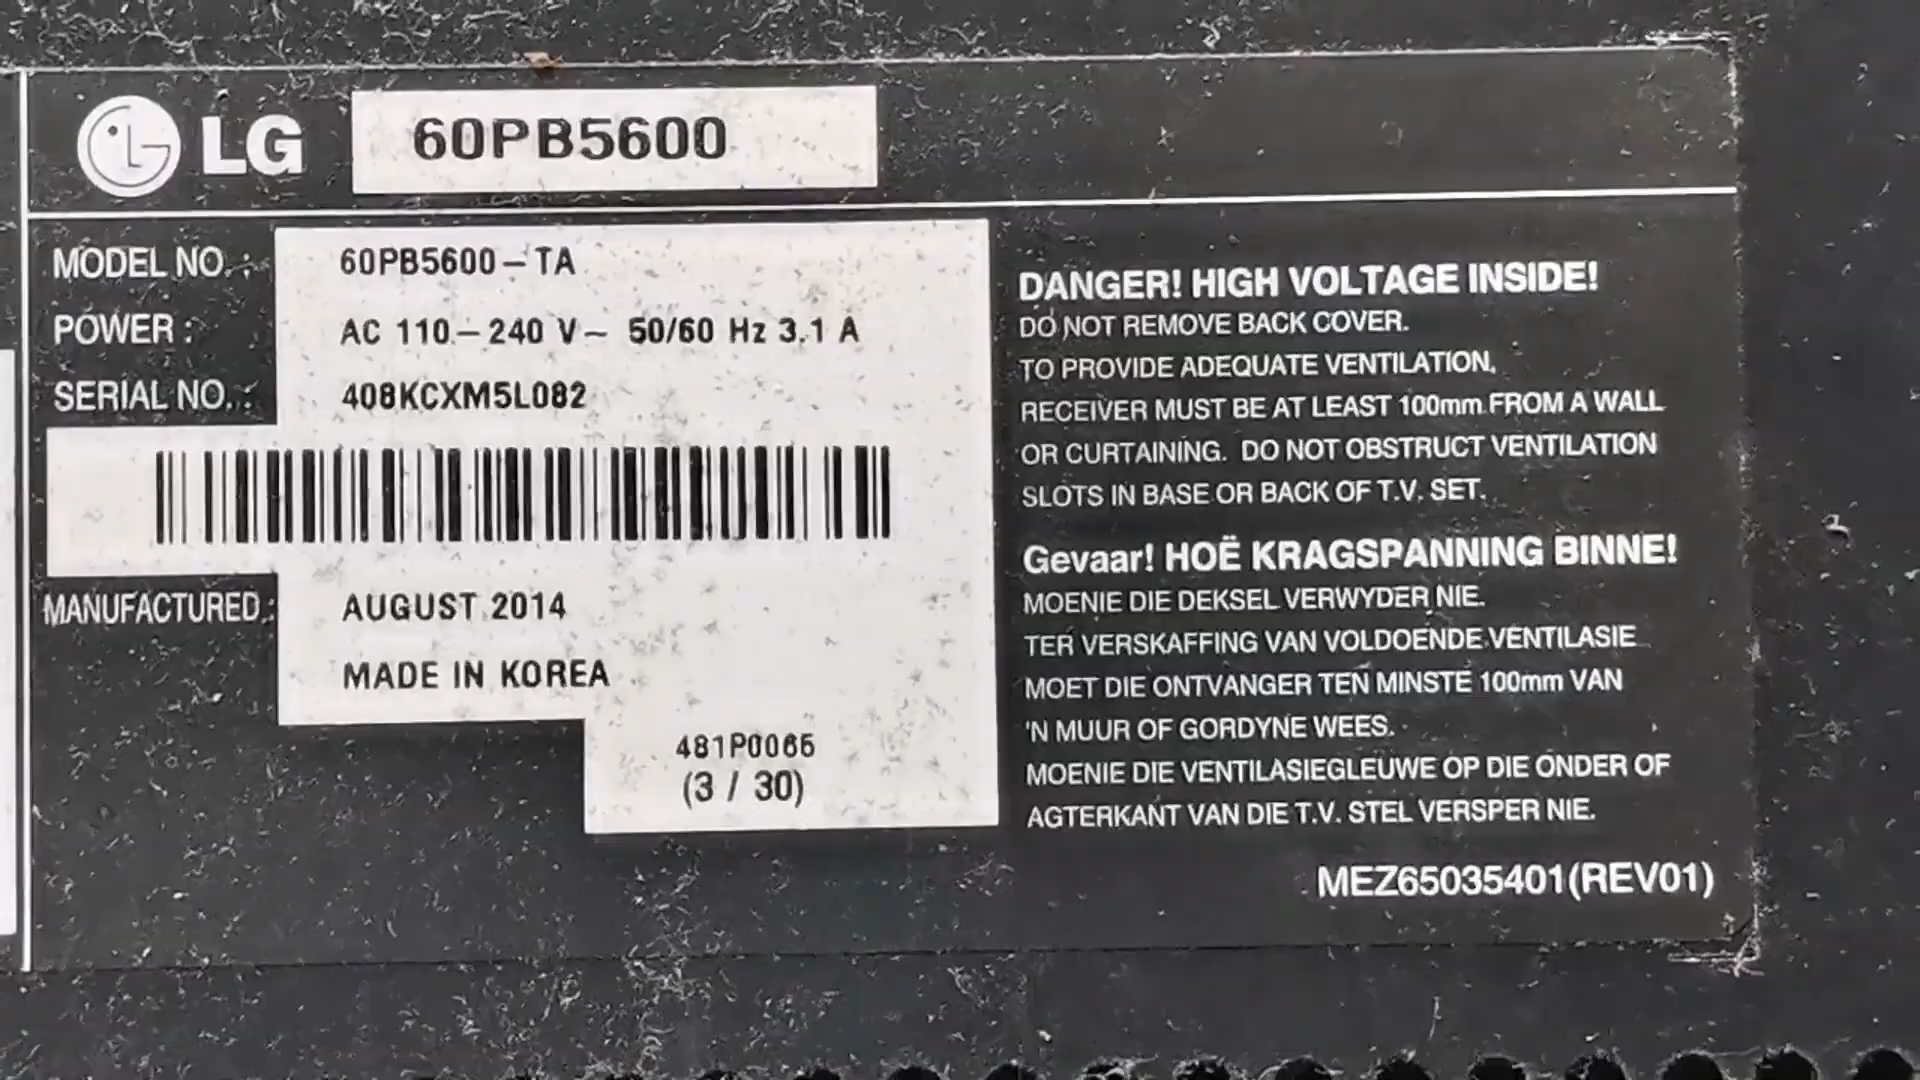 LG 60PB5600
MODEL NO. : 60PB5600-TA
POWER : AC 110-240 V~ 50/60 Hz 3.1 A
SERIAL NO. : 408KCXM5L082
MANUFACTURED : AUGUST 2014
MADE IN KOREA
481P0065
(3 / 30)
DANGER! HIGH VOLTAGE INSIDE!
DO NOT REMOVE BACK COVER.
TO PROVIDE ADEQUATE VENTILATION,
RECEIVER MUST BE AT LEAST 100mm FROM A WALL
OR CURTAINING. DO NOT OBSTRUCT VENTILATION
SLOTS IN BASE OR BACK OF T.V. SET.
Gevaar! HOË KRAGSPANNING BINNE!
MOENIE DIE DEKSEL VERWYDER NIE.
TER VERSKAFFING VAN VOLDOENDE VENTILASIE
MOET DIE ONTVANGER TEN MINSTE 100mm VAN
'N MUUR OF GORDYNE WEES.
MOENIE DIE VENTILASIEGLEUWE OP DIE ONDER OF
AGTERKANT VAN DIE T.V. STEL VERSPER NIE.
MEZ65035401(REV01)